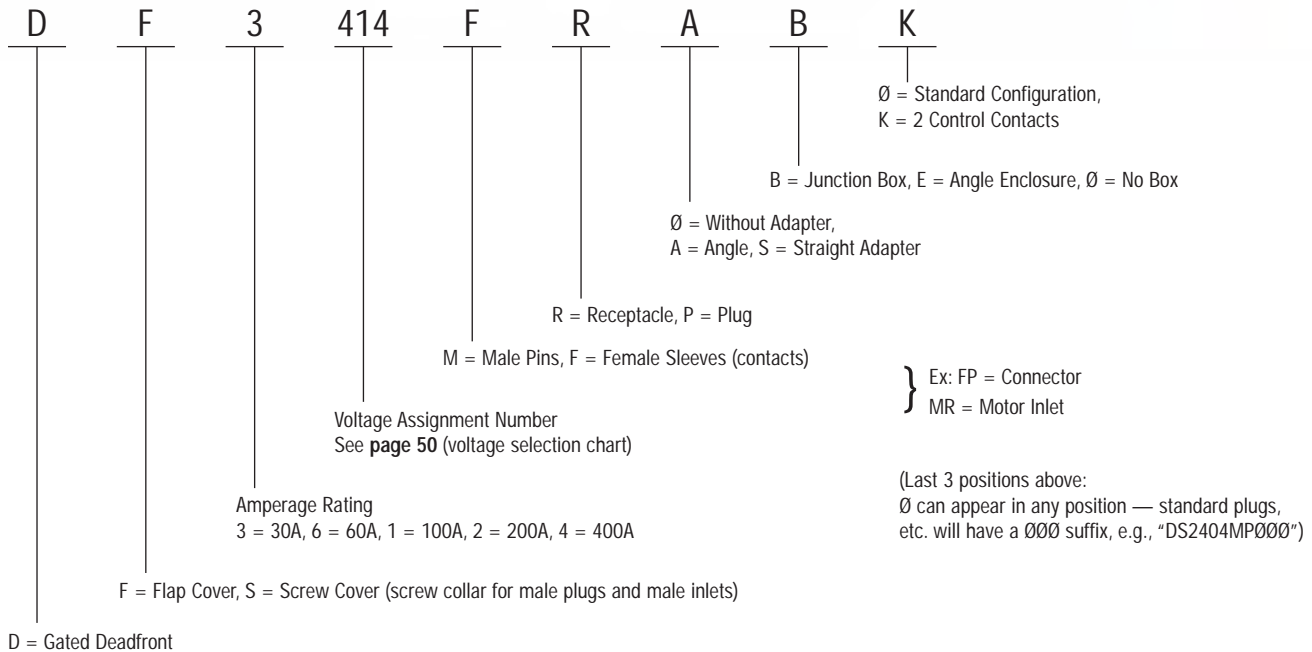 D F 3 414 F R A B K
Ø = Standard Configuration,
K = 2 Control Contacts
B = Junction Box, E = Angle Enclosure, Ø = No Box
Ø = Without Adapter,
A = Angle, S = Straight Adapter
R = Receptacle, P = Plug
M = Male Pins, F = Female Sleeves (contacts)
} Ex: FP = Connector
MR = Motor Inlet
Voltage Assignment Number
See page 50 (voltage selection chart)
(Last 3 positions above:
Ø can appear in any position — standard plugs,
etc. will have a ØØØ suffix, e.g., “DS2404MPØØØ”)
Amperage Rating
3 = 30A, 6 = 60A, 1 = 100A, 2 = 200A, 4 = 400A
F = Flap Cover, S = Screw Cover (screw collar for male plugs and male inlets)
D = Gated Deadfront